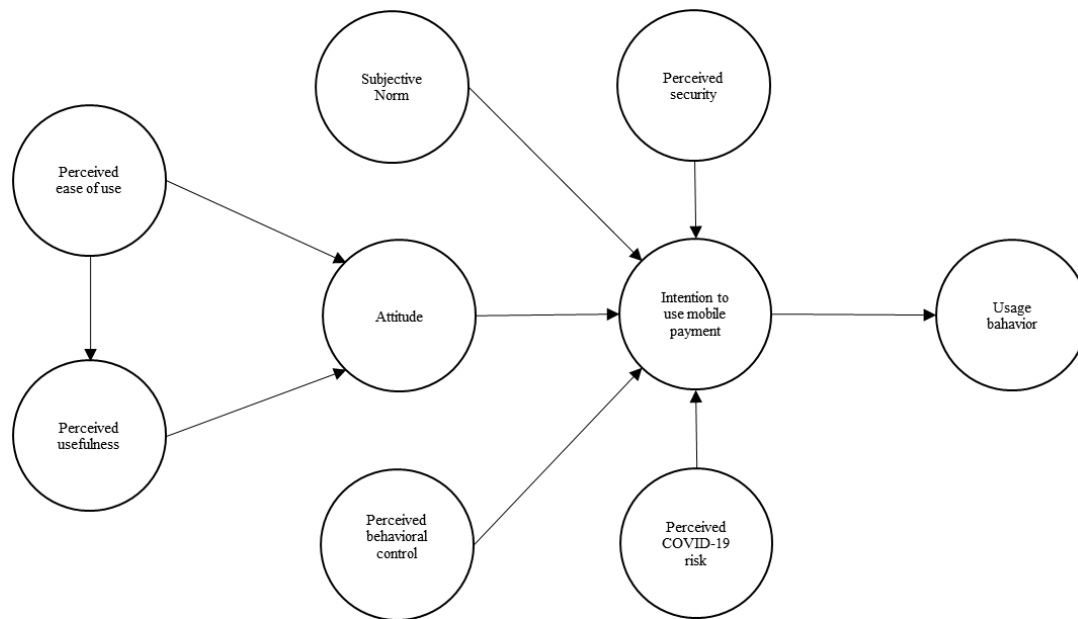 Subjective
Norm
Perceived
security
Perceived
ease of use
Attitude
Intention to
use mobile
payment
Usage
bahavior
Perceived
usefulness
Perceived
behavioral
control
Perceived
COVID-19
risk